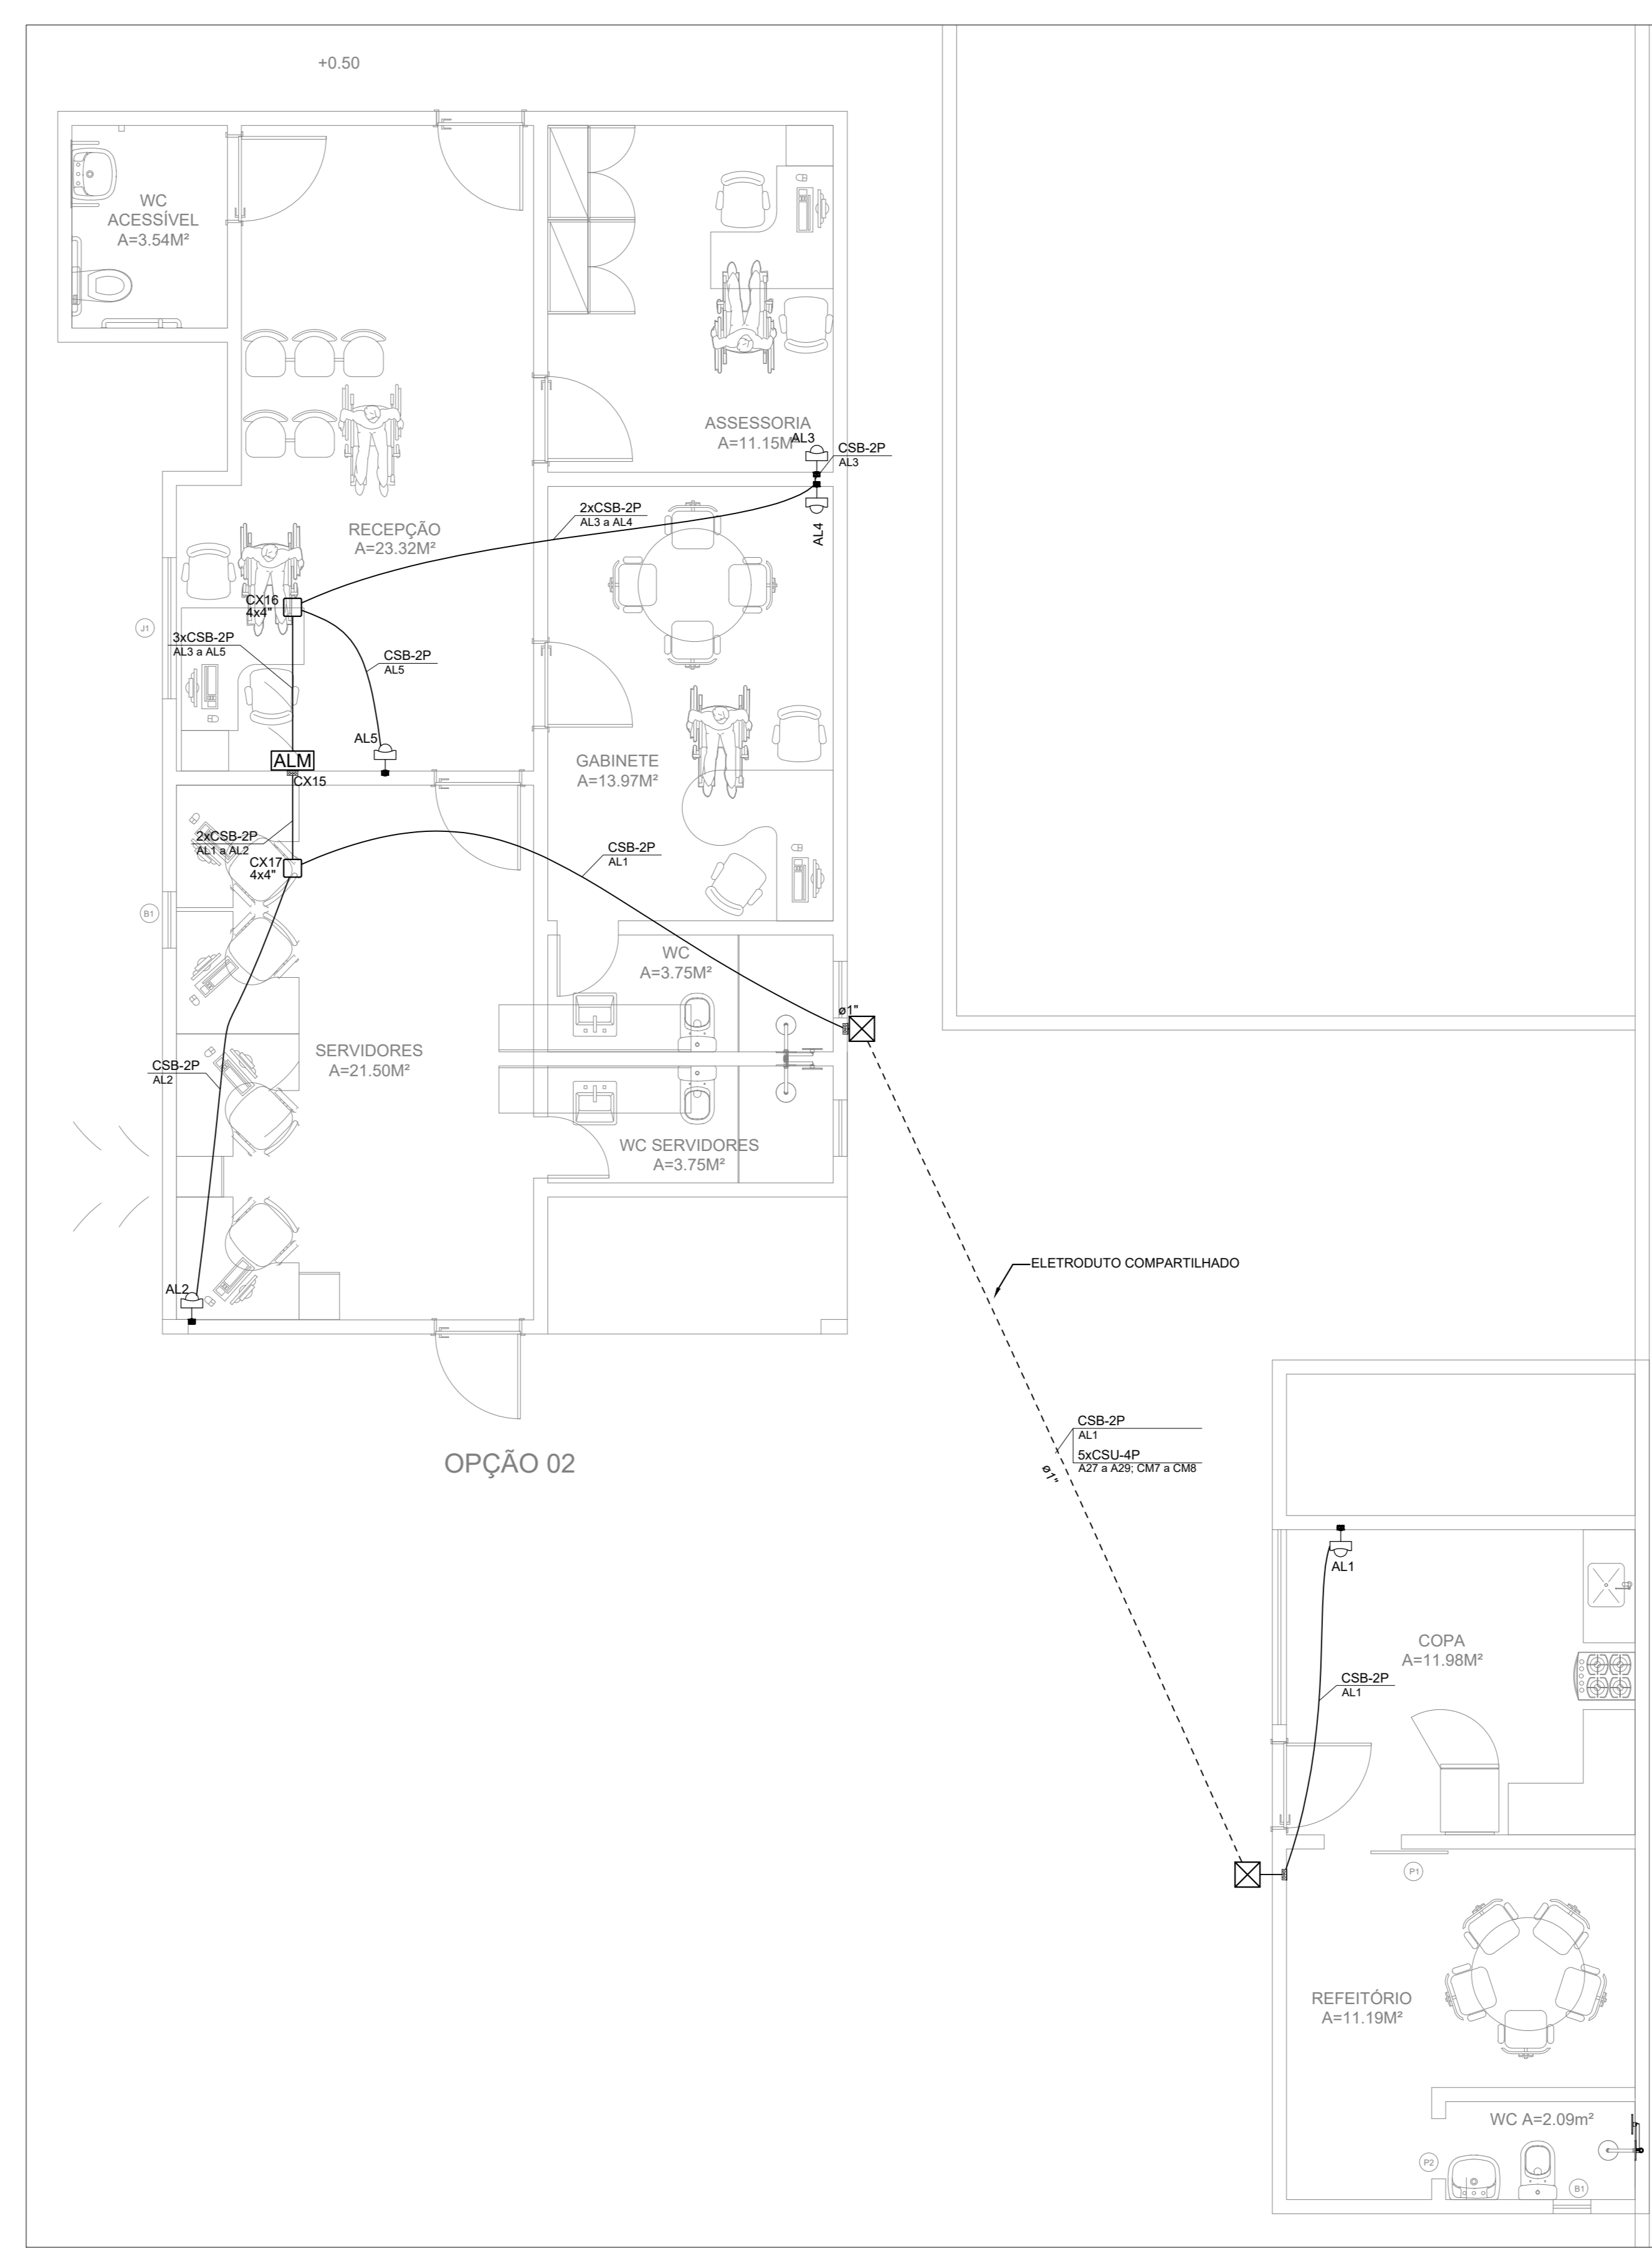 +0.50
WC
ACESSÍVEL
A=3.54M²
ASSESSORIA
A=11.15M²
AL3
CSB-2P
AL3
AL4
2xCSB-2P
AL3 a AL4
RECEPÇÃO
A=23.32M²
CX16
4x4"
J1
3xCSB-2P
AL3 a AL5
CSB-2P
AL5
AL5
ALM
CX15
GABINETE
A=13.97M²
2xCSB-2P
AL1 a AL2
CX17
4x4"
CSB-2P
AL1
B1
WC
A=3.75M²
ø1"
SERVIDORES
A=21.50M²
CSB-2P
AL2
WC SERVIDORES
A=3.75M²
ELETRODUTO COMPARTILHADO
AL2
CSB-2P
AL1
5xCSU-4P
A27 a A29; CM7 a CM8
ø1"
OPÇÃO 02
AL1
COPA
A=11.98M²
CSB-2P
AL1
P1
REFEITÓRIO
A=11.19M²
WC A=2.09m²
P2
B1